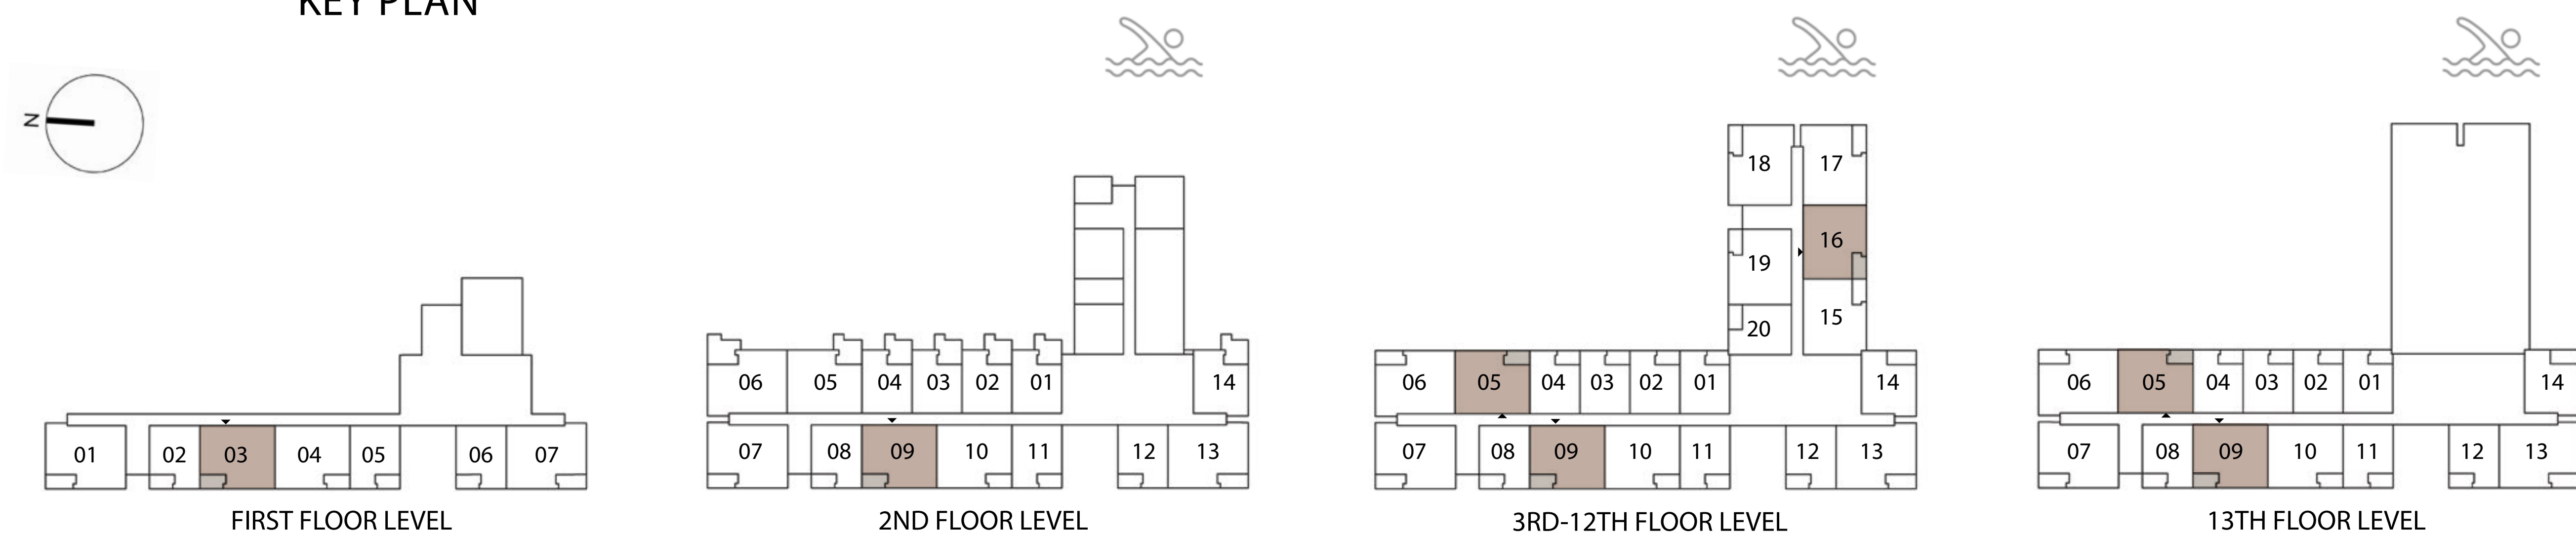 KEY PLAN
N
01 02 03 04 05 06 07
FIRST FLOOR LEVEL
06 05 04 03 02 01 14
07 08 09 10 11 12 13
2ND FLOOR LEVEL
18 17
16
19
15
20
06 05 04 03 02 01 14
07 08 09 10 11 12 13
3RD-12TH FLOOR LEVEL
06 05 04 03 02 01 14
07 08 09 10 11 12 13
13TH FLOOR LEVEL